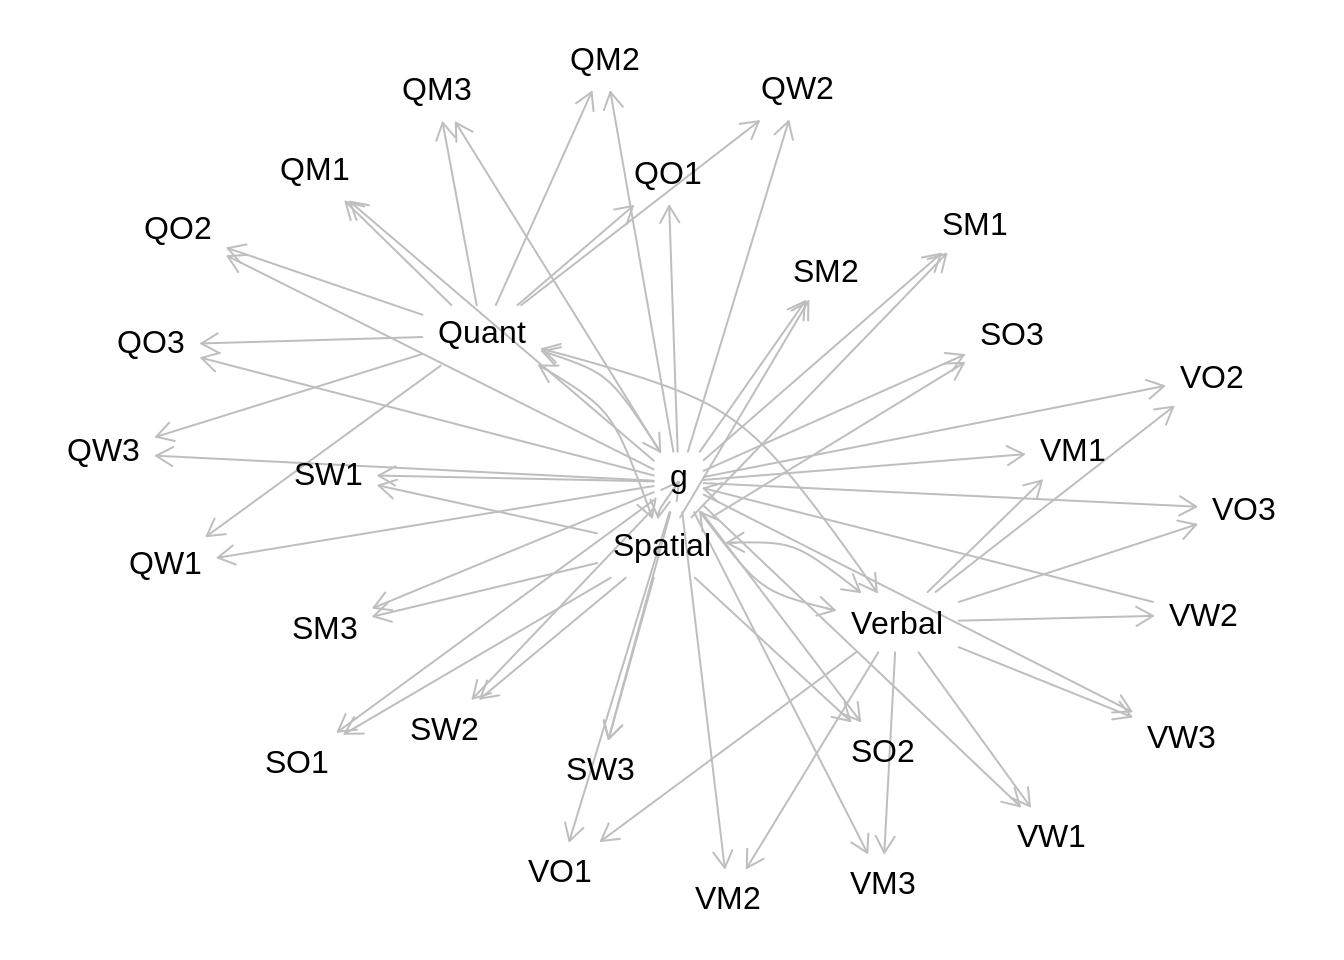 QM2
QM3
QW2
QM1
QO1
QO2
SM1
SM2
Quant
SO3
QO3
VO2
QW3
VM1
SW1
g
VO3
Spatial
QW1
VW2
Verbal
SM3
SW2
VW3
SO2
SO1
SW3
VW1
VO1
VM3
VM2